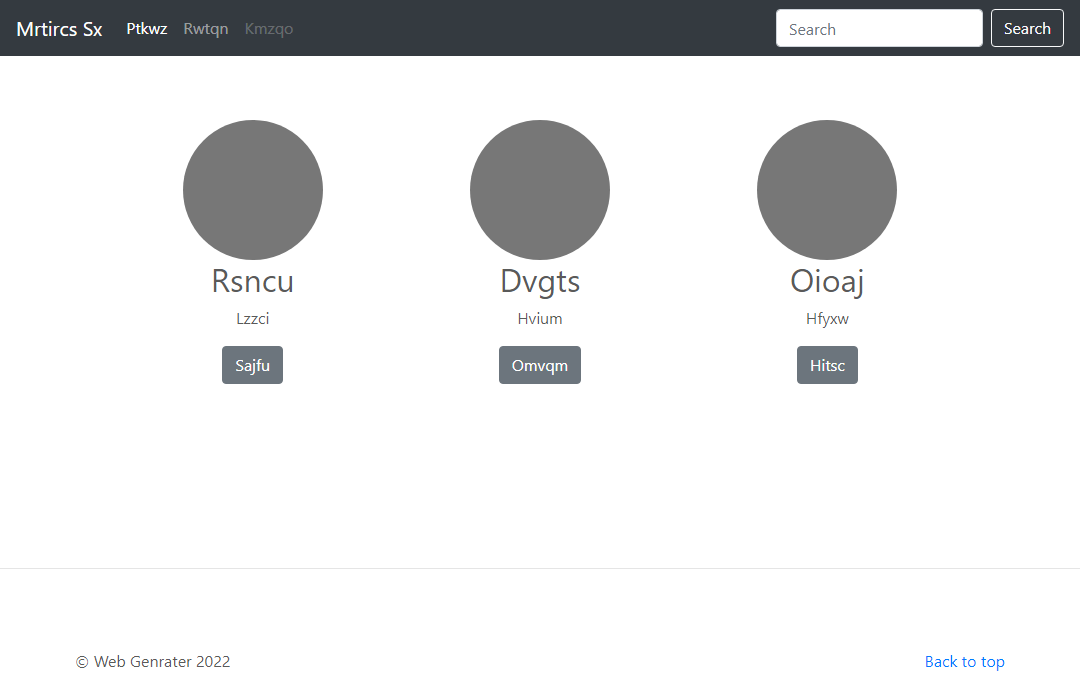 Mrtircs Sx Ptkwz Rwtqn Kmzqo Search Search
Rsncu Dvgts Oioaj
Lzzci Hvium Hfyxw
Sajfu Omvqm Hitsc
© Web Genrater 2022 Back to top